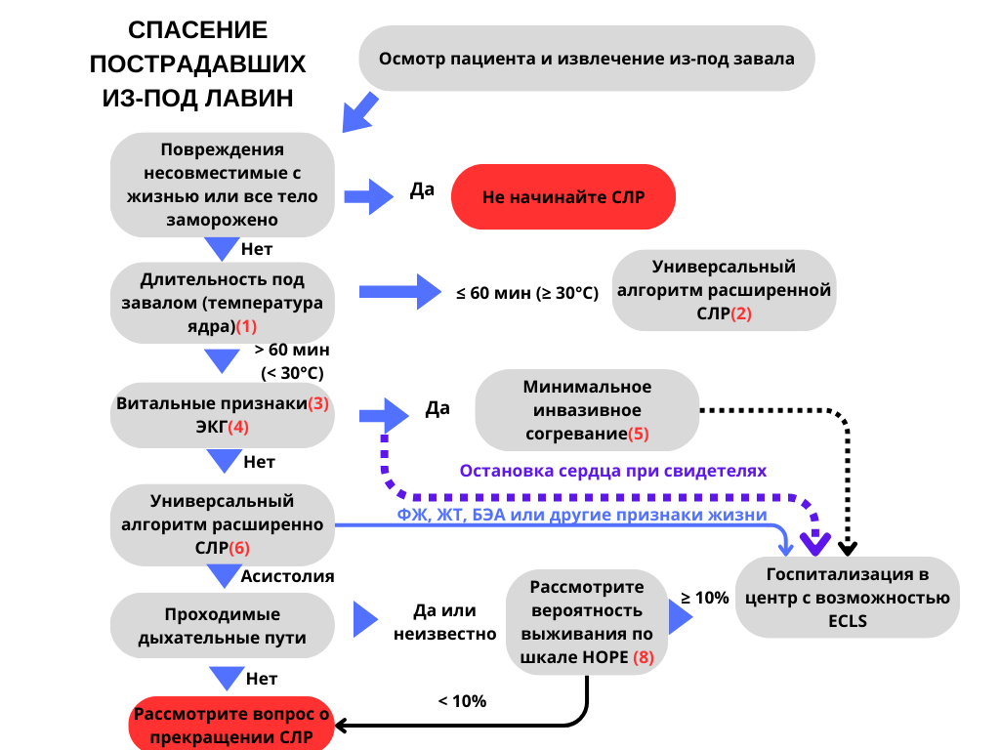 СПАСЕНИЕ
ПОСТРАДАВШИХ
ИЗ-ПОД ЛАВИН
Осмотр пациента и извлечение из-под завала
Повреждения
несовместимые с
жизнью или все тело
заморожено
Да
Не начинайте СЛР
Нет
Длительность под
завалом (температура
ядра)(1)
≤ 60 мин (≥ 30°C)
Универсальный
алгоритм расширенной
СЛР(2)
> 60 мин
(< 30°C)
Витальные признаки(3)
ЭКГ(4)
Да
Минимальное
инвазивное
согревание(5)
Нет
Остановка сердца при свидетелях
Универсальный
алгоритм расширенно
СЛР(6)
ФЖ, ЖТ, БЭА или другие признаки жизни
Асистолия
Госпитализация в
центр с возможностью
ECLS
Проходимые
дыхательные пути
Да или
неизвестно
Рассмотрите
вероятность
выживания по
шкале HOPE (8)
≥ 10%
Нет
< 10%
Рассмотрите вопрос о
прекращении СЛР